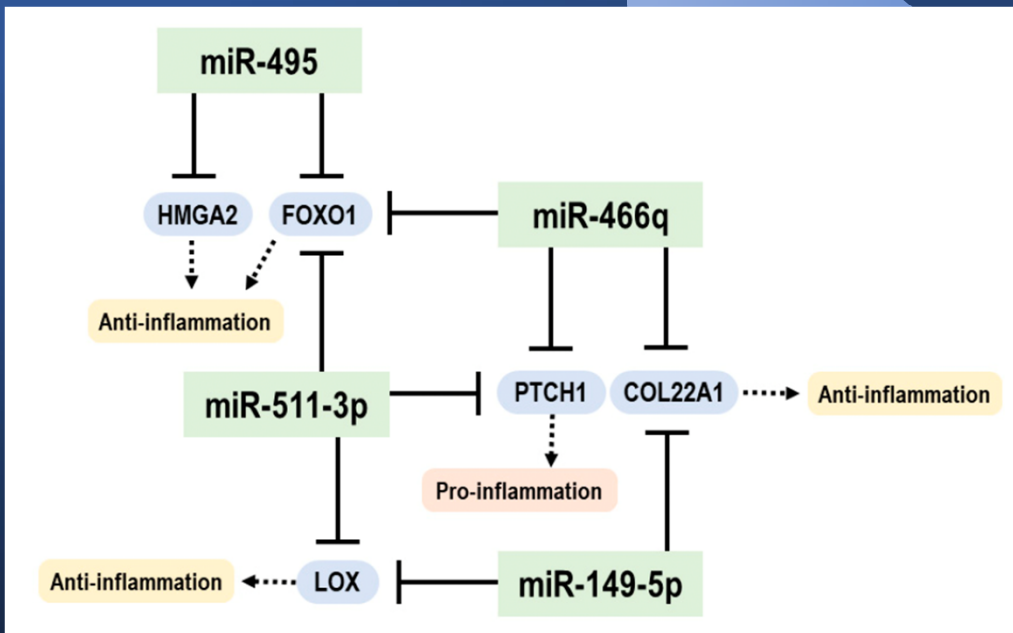 miR-495
HMGA2
FOXO1
miR-466q
Anti-inflammation
miR-511-3p
PTCH1
COL22A1
Anti-inflammation
Pro-inflammation
Anti-inflammation
LOX
miR-149-5p